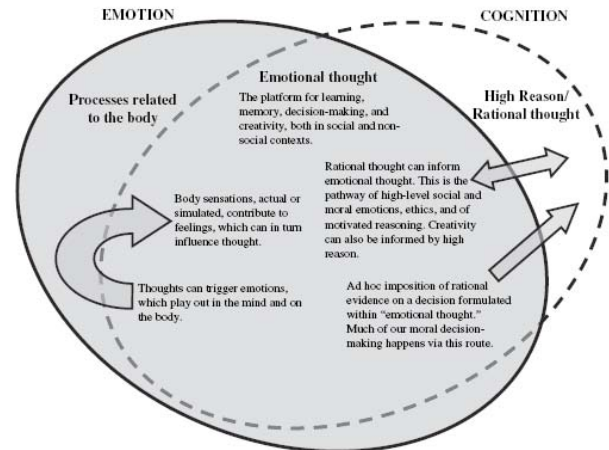 EMOTION
COGNITION
Emotional thought
The platform for learning,
memory, decision-making, and
creativity, both in social and non-
social contexts.
Processes related
to the body
High Reason/
Rational thought
Rational thought can inform
emotional thought. This is the
pathway of high-level social and
moral emotions, ethics, and of
motivated reasoning. Creativity
can also be informed by high
reason.
Body sensations, actual or
simulated, contribute to
feelings, which can in turn
influence thought.
Thoughts can trigger emotions,
which play out in the mind and on
the body.
Ad hoc imposition of rational
evidence on a decision formulated
within “emotional thought.”
Much of our moral decision-
making happens via this route.